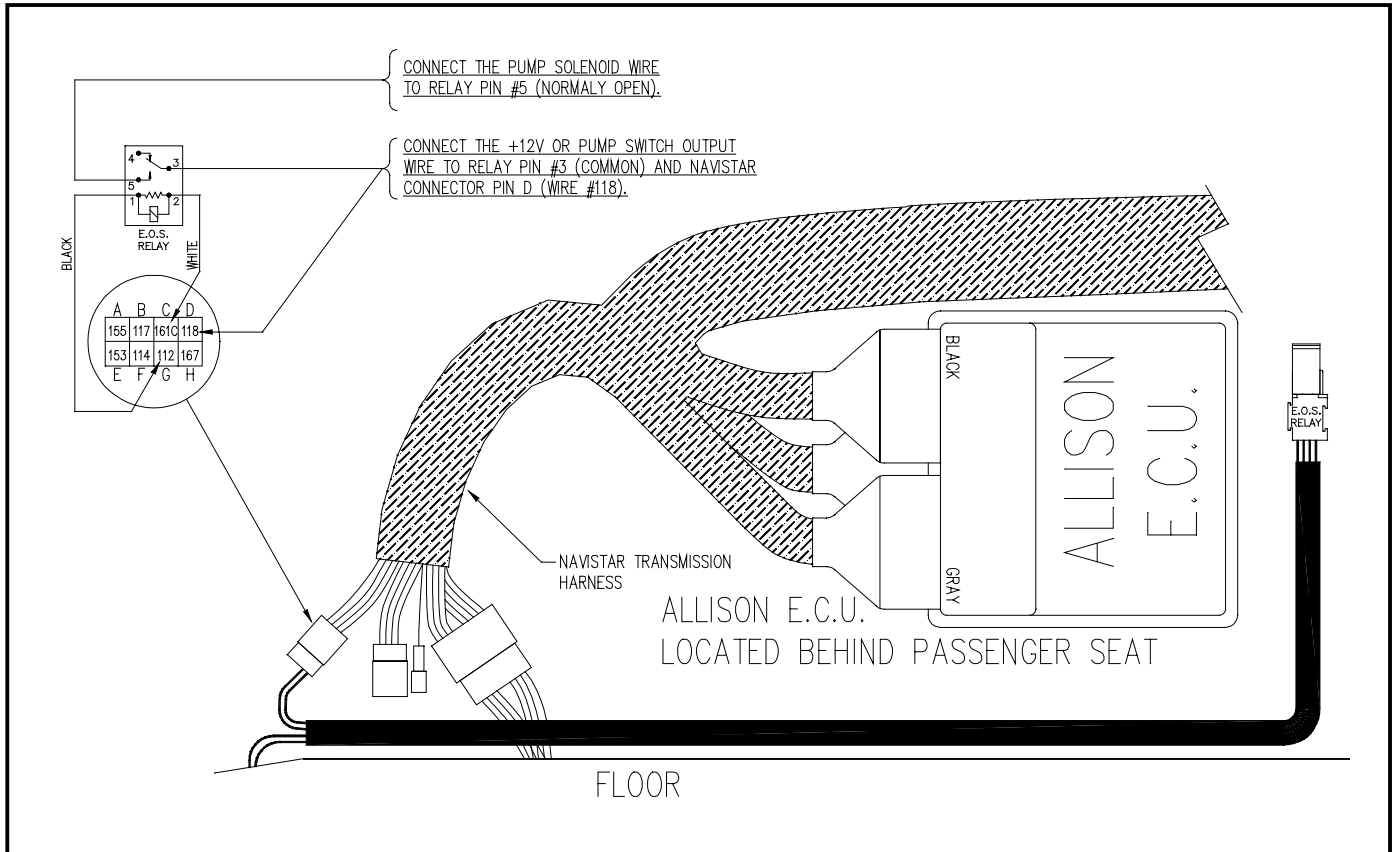 CONNECT THE PUMP SOLENOID WIRE
TO RELAY PIN #5 (NORMALY OPEN).
CONNECT THE +12V OR PUMP SWITCH OUTPUT
WIRE TO RELAY PIN #3 (COMMON) AND NAVISTAR
CONNECTOR PIN D (WIRE #118).
4
3
5
1 2
E.O.S.
RELAY
BLACK
WHITE
A B C D
155 117 161C 118
153 114 112 167
E F G H
BLACK
GRAY
ALLISON
E.C.U.
E.O.S.
RELAY
NAVISTAR TRANSMISSION
HARNESS
ALLISON E.C.U.
LOCATED BEHIND PASSENGER SEAT
FLOOR